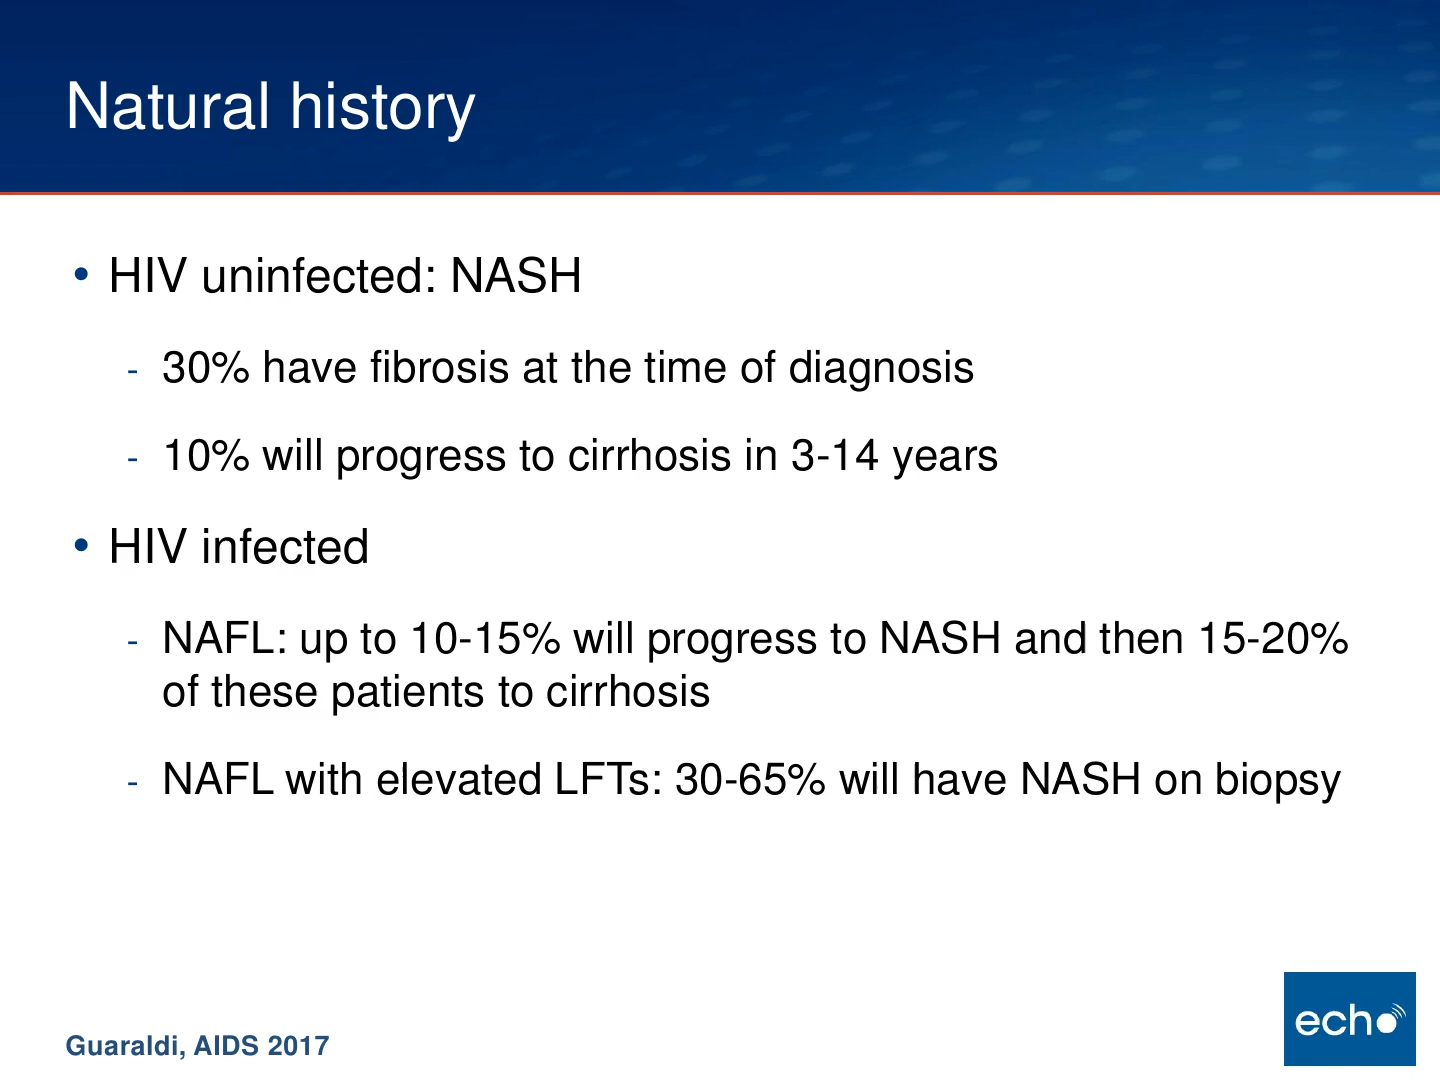 Natural history
• HIV uninfected: NASH
- 30% have fibrosis at the time of diagnosis
- 10% will progress to cirrhosis in 3-14 years
• HIV infected
- NAFL: up to 10-15% will progress to NASH and then 15-20%
of these patients to cirrhosis
- NAFL with elevated LFTs: 30-65% will have NASH on biopsy
echo
Guaraldi, AIDS 2017